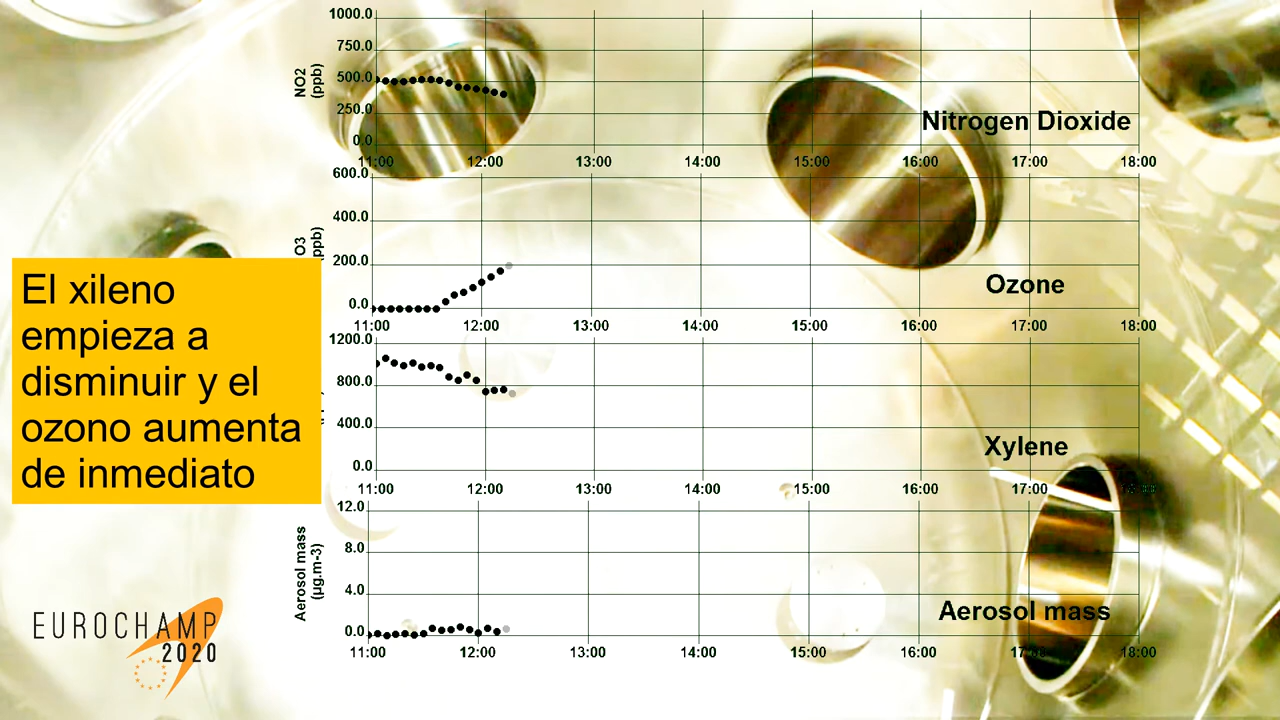 1000.0
750.0
500.0
250.0
0.0
NO2
(ppb)
Nitrogen Dioxide
11:00 12:00 13:00 14:00 15:00 16:00 17:00 18:00
600.0
400.0
200.0
0.0
O3
(ppb)
Ozone
11:00 12:00 13:00 14:00 15:00 16:00 17:00 18:00
El xileno
empieza a
disminuir y el
ozono aumenta
de inmediato
1200.0
800.0
400.0
0.0
Xylene
11:00 12:00 13:00 14:00 15:00 16:00 17:00
12.0
8.0
4.0
0.0
Aerosol mass
(µg.m-3)
Aerosol mass
11:00 12:00 13:00 14:00 15:00 16:00 18:00
EUROCHAMP
2020